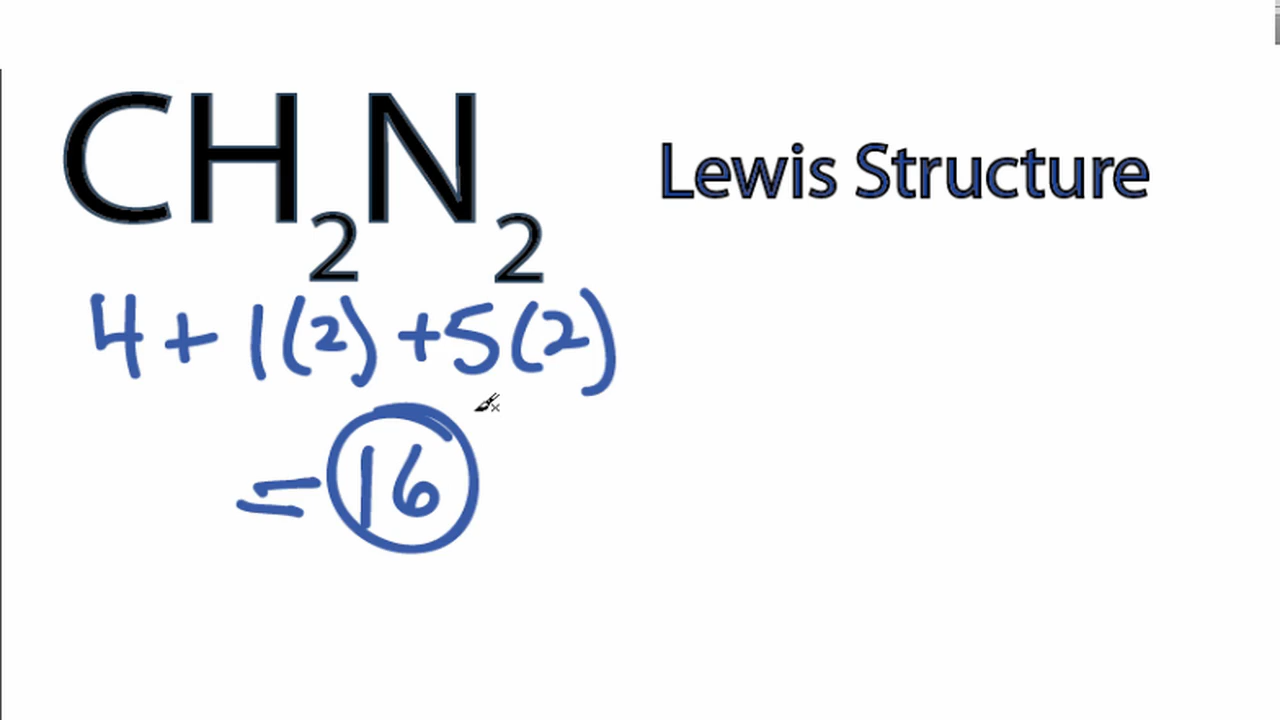 CH₂N₂
Lewis Structure
4 + 1(2) + 5(2)
= 16